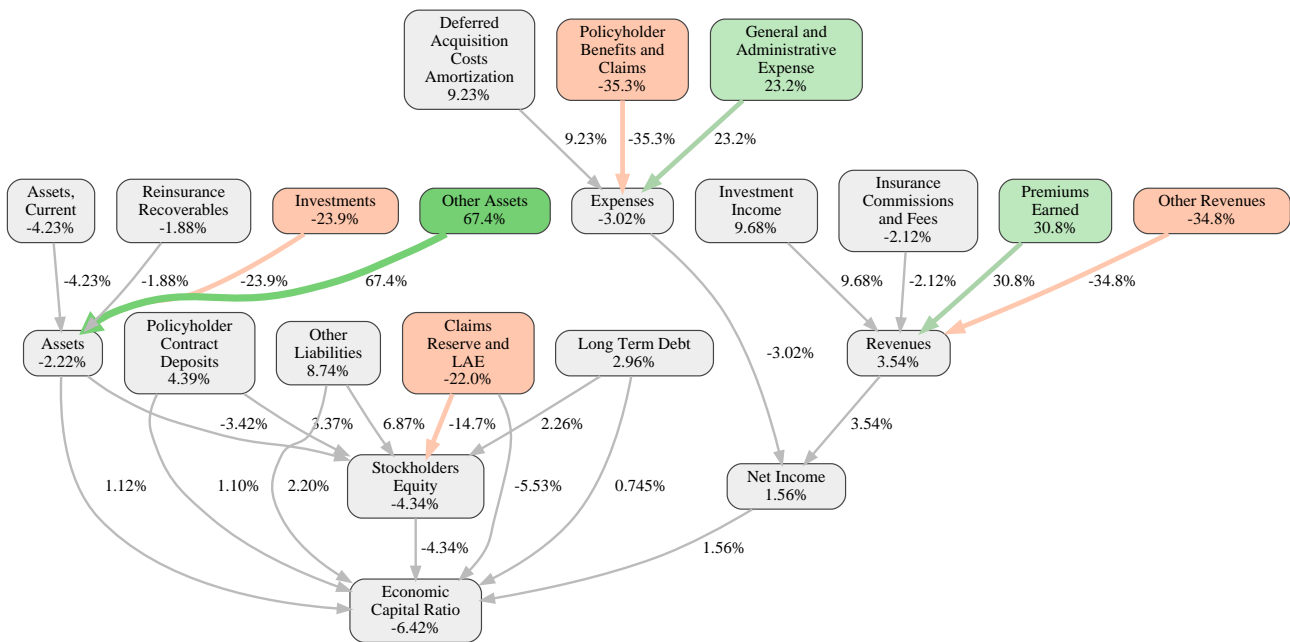 Deferred
Acquisition
Costs
Amortization
9.23%
Policyholder
Benefits and
Claims
-35.3%
General and
Administrative
Expense
23.2%
9.23%
-35.3%
23.2%
Assets,
Current
-4.23%
Reinsurance
Recoverables
-1.88%
Investments
-23.9%
Other Assets
67.4%
Expenses
-3.02%
Investment
Income
9.68%
Insurance
Commissions
and Fees
-2.12%
Premiums
Earned
30.8%
Other Revenues
-34.8%
-4.23%
-1.88%
-23.9%
67.4%
9.68%
-2.12%
30.8%
-34.8%
Assets
-2.22%
Policyholder
Contract
Deposits
4.39%
Other
Liabilities
8.74%
Claims
Reserve and
LAE
-22.0%
Long Term Debt
2.96%
-3.02%
Revenues
3.54%
-3.42%
3.37%
6.87%
-14.7%
2.26%
3.54%
Stockholders
Equity
-4.34%
Net Income
1.56%
1.12%
1.10%
2.20%
-5.53%
0.745%
-4.34%
1.56%
Economic
Capital Ratio
-6.42%